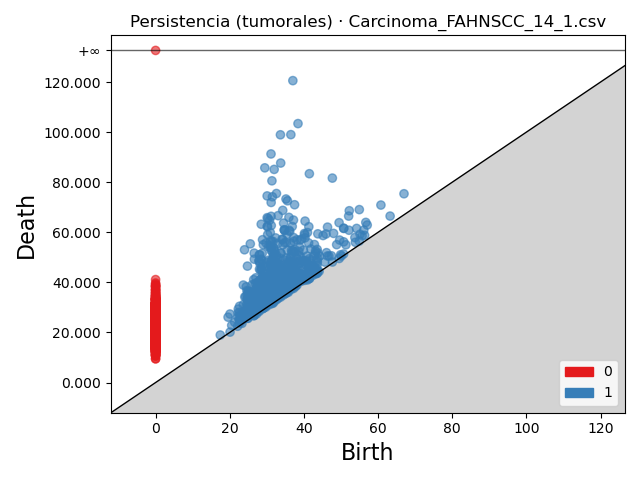 Persistencia (tumorales) · Carcinoma_FAHNSCC_14_1.csv
+∞
120.000
100.000
80.000
60.000
40.000
20.000
0.000
Death
0
1
0 20 40 60 80 100 120
Birth